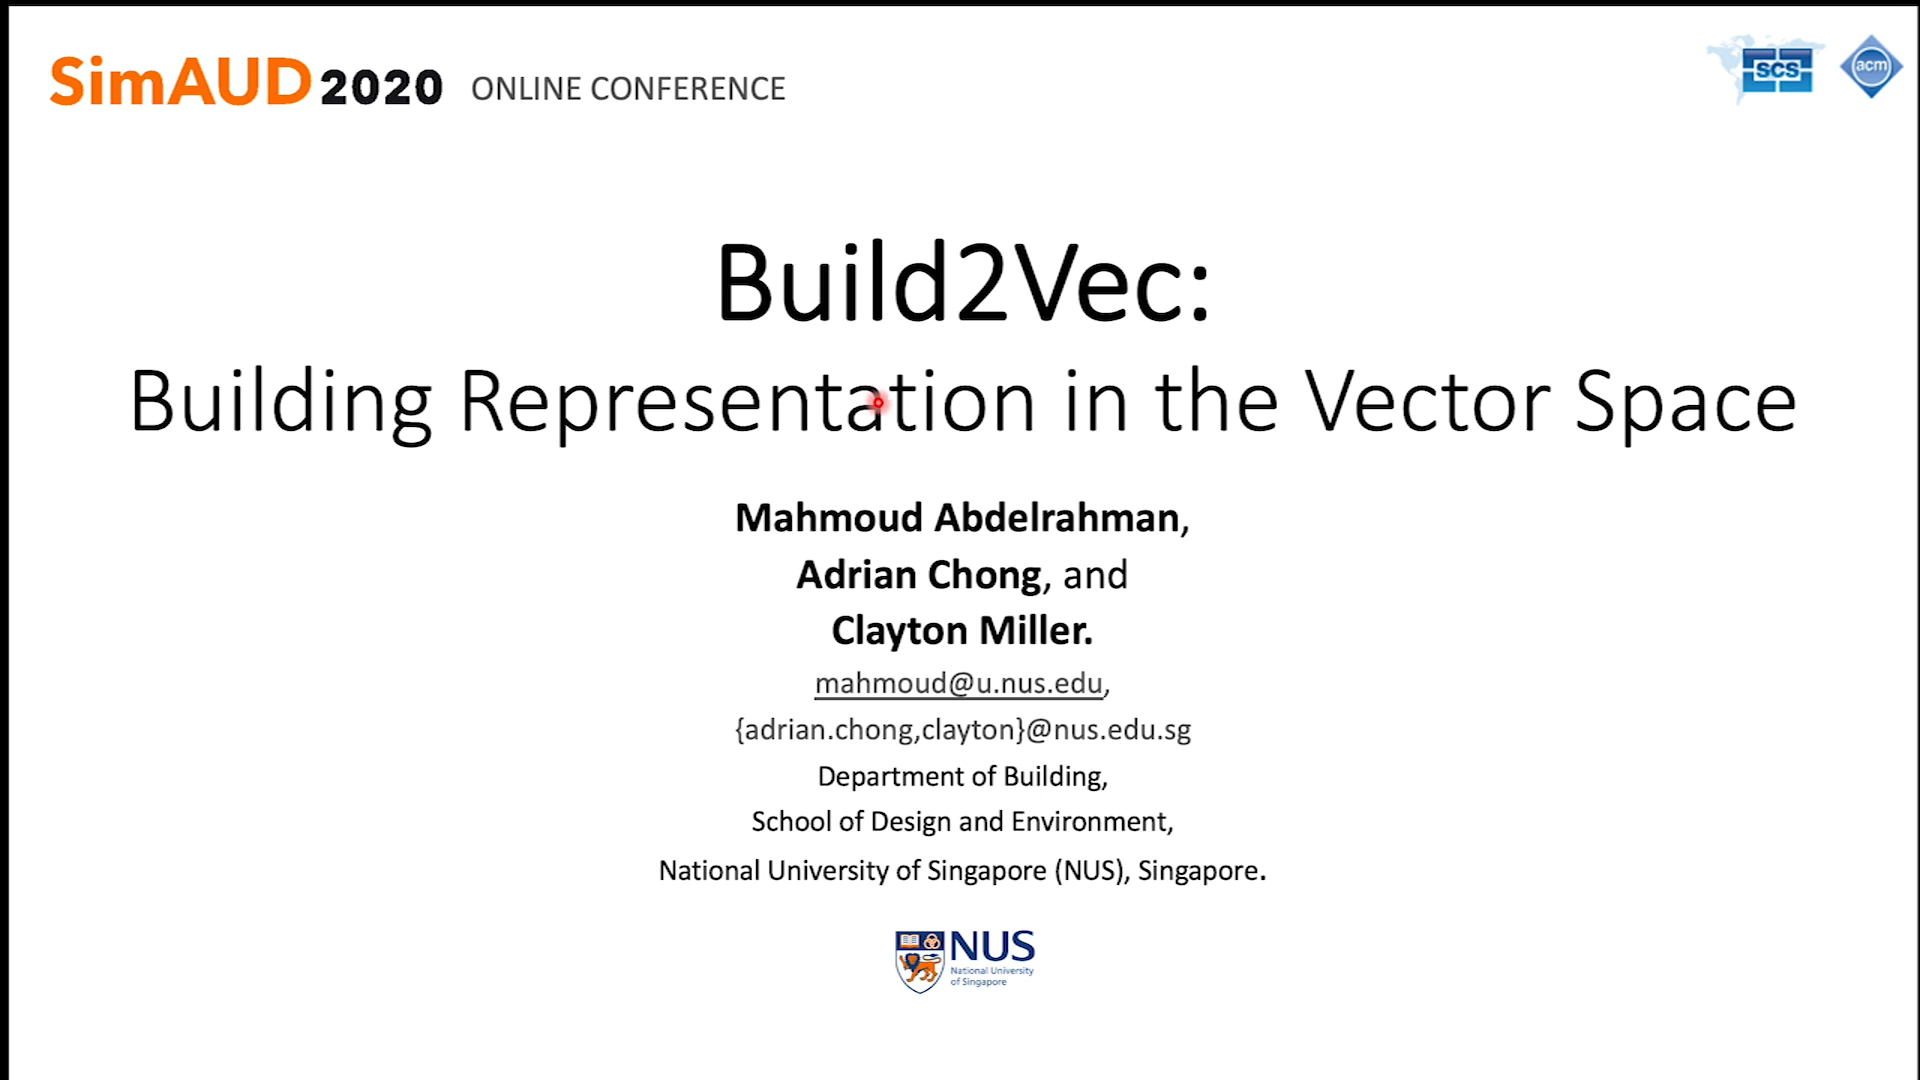 SimAUD 2020 ONLINE CONFERENCE
scs
acm
Build2Vec:
Building Representation in the Vector Space
Mahmoud Abdelrahman,
Adrian Chong, and
Clayton Miller.
mahmoud@u.nus.edu,
{adrian.chong,clayton}@nus.edu.sg
Department of Building,
School of Design and Environment,
National University of Singapore (NUS), Singapore.
NUS
National University
of Singapore